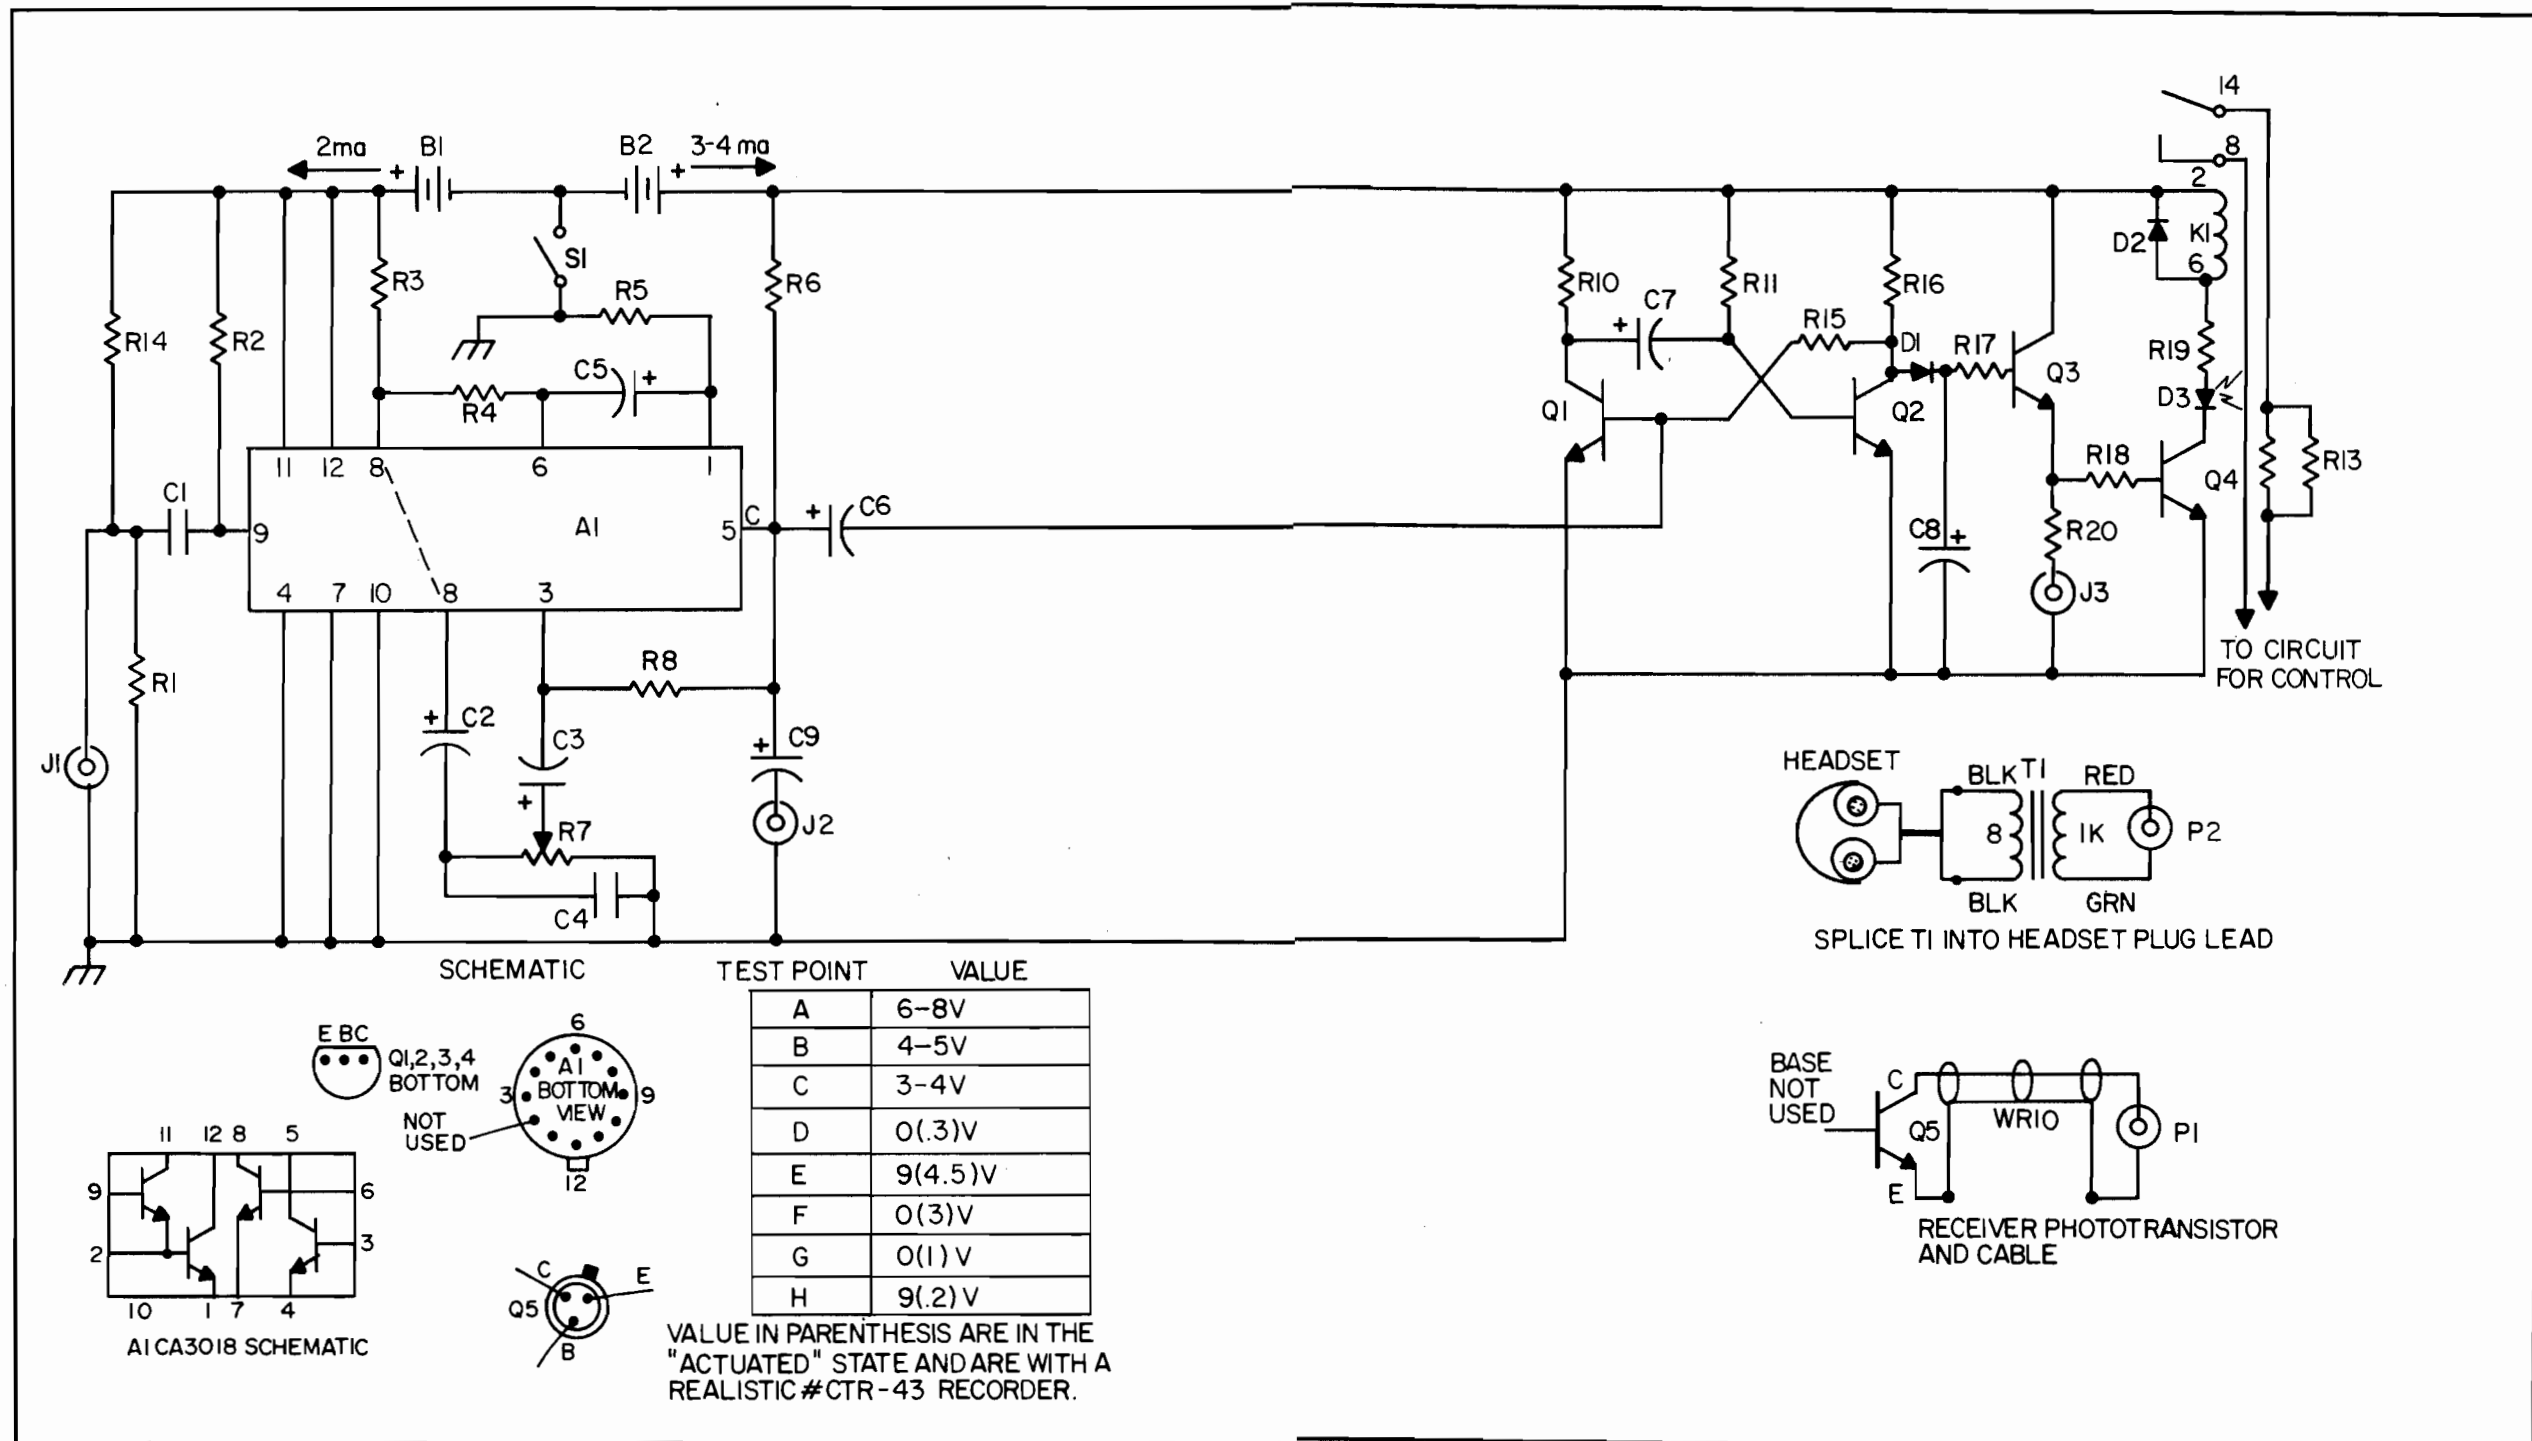 14
8
2
2ma
+
B1
B2
+
3-4 ma
S1
R3
R5
R6
R14
R2
C5
+
R4
R10
C7
+
R11
R16
R15
D1
R17
Q3
D2
K1
6
R19
D3
Q1
Q2
R18
Q4
R13
C8
+
R20
J3
C1
11
12
8
6
1
9
A1
5
C
+
C6
4
7
10
8
3
TO CIRCUIT
FOR CONTROL
R1
R8
+
C2
C3
+
+
C9
J1
R7
J2
C4
HEADSET
BLK
T1
RED
8
1K
P2
BLK
GRN
SPLICE T1 INTO HEADSET PLUG LEAD
SCHEMATIC
TEST POINT VALUE
A 6-8V
B 4-5V
C 3-4V
D 0(.3)V
E 9(4.5)V
F 0(3)V
G 0(1)V
H 9(.2)V
VALUE IN PARENTHESIS ARE IN THE
"ACTUATED" STATE AND ARE WITH A
REALISTIC #CTR-43 RECORDER.
E B C
Q1,2,3,4
BOTTOM
6
A1
BOTTOM
VIEW
3
9
12
NOT
USED
11 12 8 5
9
6
2
3
10 1 7 4
A1 CA3018 SCHEMATIC
C
E
Q5
B
BASE
NOT
USED
C
Q5
E
WR10
P1
RECEIVER PHOTOTRANSISTOR
AND CABLE